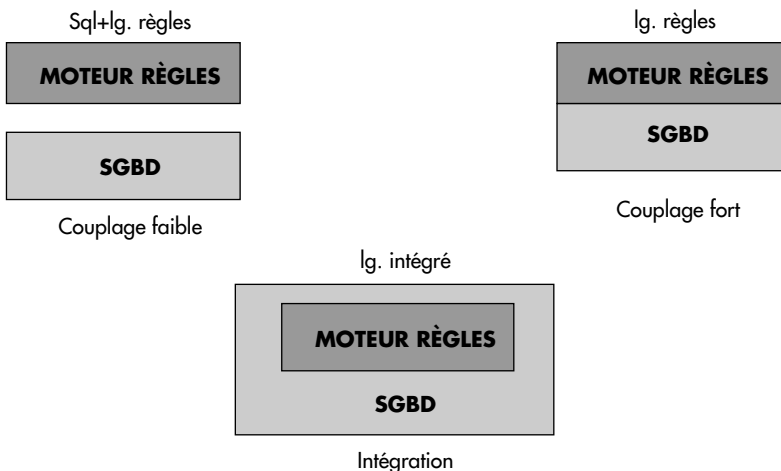 Sql+lg. règles
MOTEUR RÈGLES
SGBD
Couplage faible
lg. règles
MOTEUR RÈGLES
SGBD
Couplage fort
lg. intégré
MOTEUR RÈGLES
SGBD
Intégration